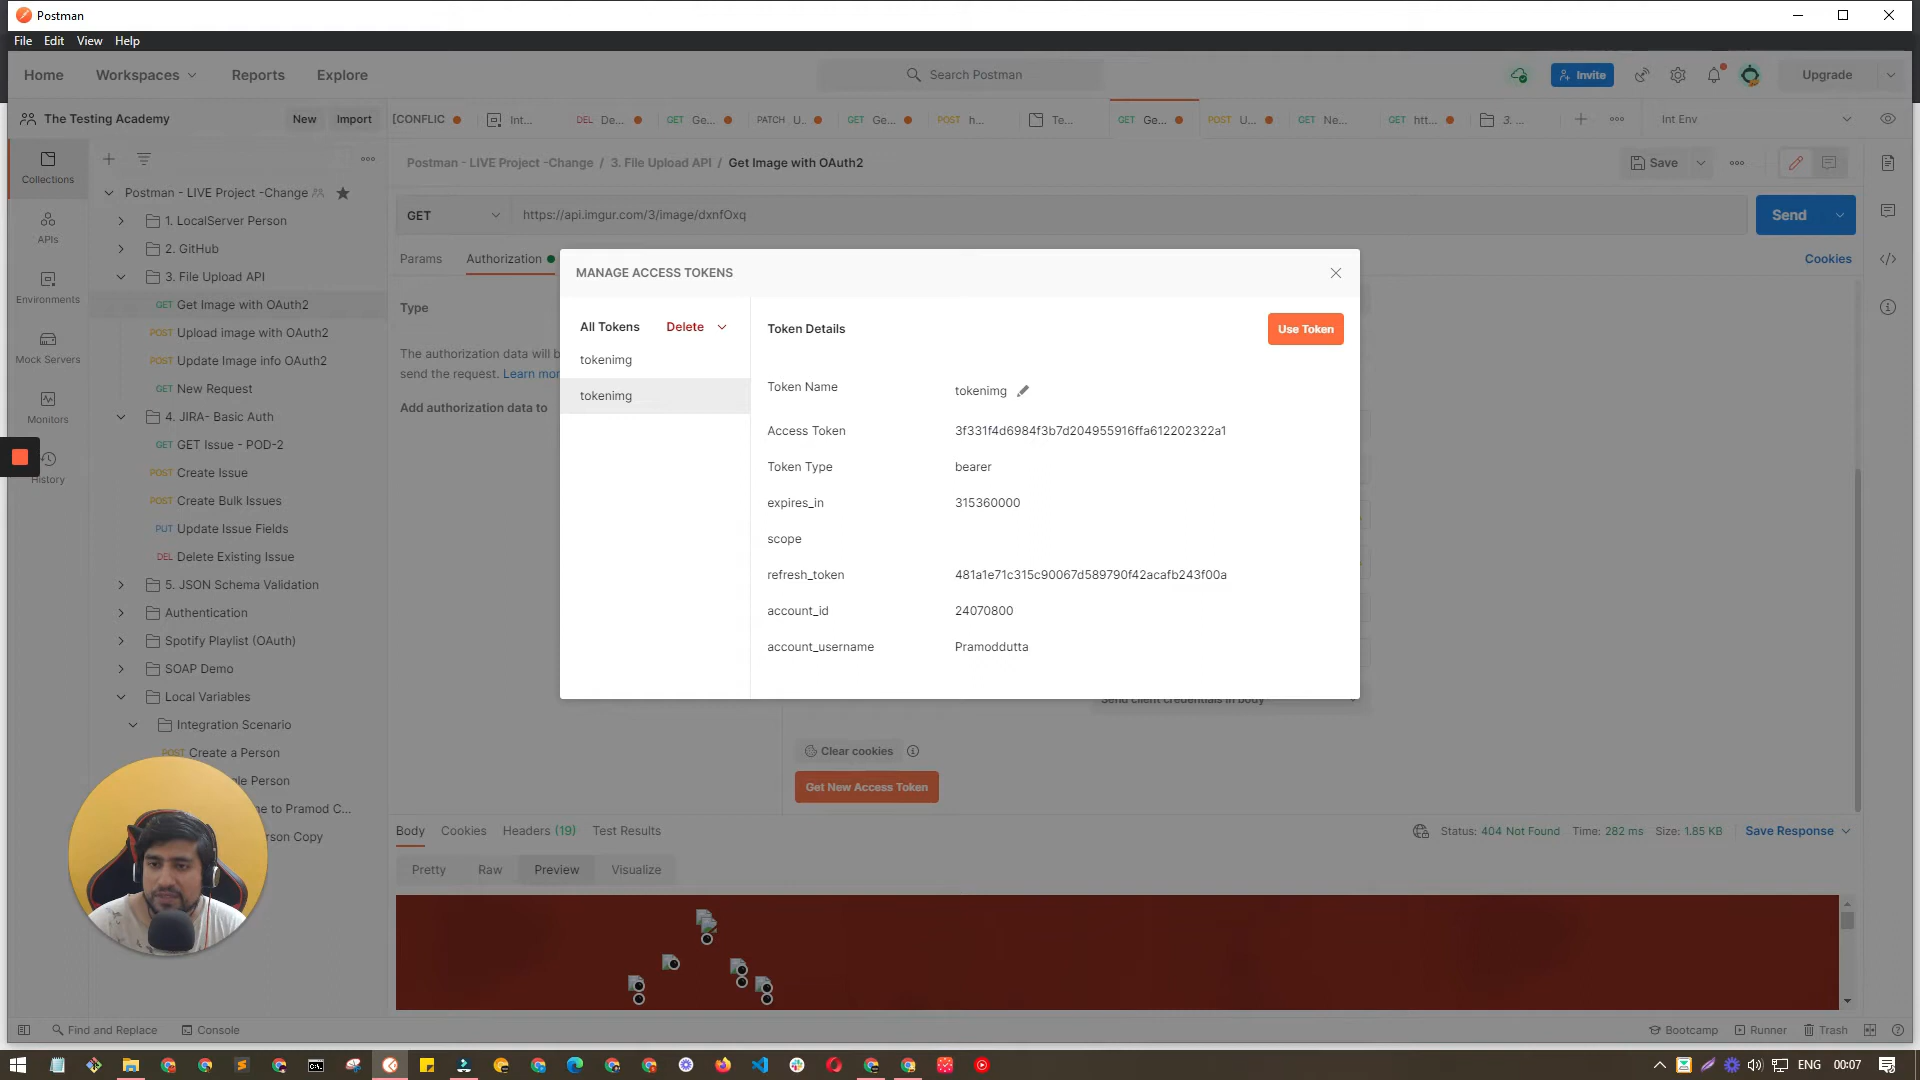 Postman
File Edit View Help
Home Workspaces Reports Explore
Search Postman
Invite
Upgrade
The Testing Academy
New Import
[CONFLIC
Int...
DEL De...
GET Ge...
PATCH U...
GET Ge...
POST h...
Te...
GET Ge...
POST U...
GET Ne...
GET htt...
3. ...
Int Env
Collections
APIs
Environments
Mock Servers
Monitors
History
Postman - LIVE Project -Change
1. LocalServer Person
2. GitHub
3. File Upload API
GET Get Image with OAuth2
POST Upload image with OAuth2
POST Update Image info OAuth2
GET New Request
4. JIRA- Basic Auth
GET GET Issue - POD-2
POST Create Issue
POST Create Bulk Issues
PUT Update Issue Fields
DEL Delete Existing Issue
5. JSON Schema Validation
Authentication
Spotify Playlist (OAuth)
SOAP Demo
Local Variables
Integration Scenario
POST Create a Person
gle Person
ne to Pramod C...
erson Copy
Postman - LIVE Project -Change / 3. File Upload API / Get Image with OAuth2
Save
GET https://api.imgur.com/3/image/dxnfOxq
Send
Params Authorization
Cookies
Type
The authorization data will b
send the request. Learn mor
Add authorization data to
MANAGE ACCESS TOKENS
All Tokens Delete
tokenimg
tokenimg
Token Details
Use Token
Token Name tokenimg
Access Token 3f331f4d6984f3b7d204955916ffa612202322a1
Token Type bearer
expires_in 315360000
scope
refresh_token 481a1e71c315c90067d589790f42acafb243f00a
account_id 24070800
account_username Pramoddutta
Send client credentials in body
Clear cookies
Get New Access Token
Body Cookies Headers (19) Test Results
Status: 404 Not Found Time: 282 ms Size: 1.85 KB Save Response
Pretty Raw Preview Visualize
Find and Replace Console
Bootcamp Runner Trash
ENG 00:07